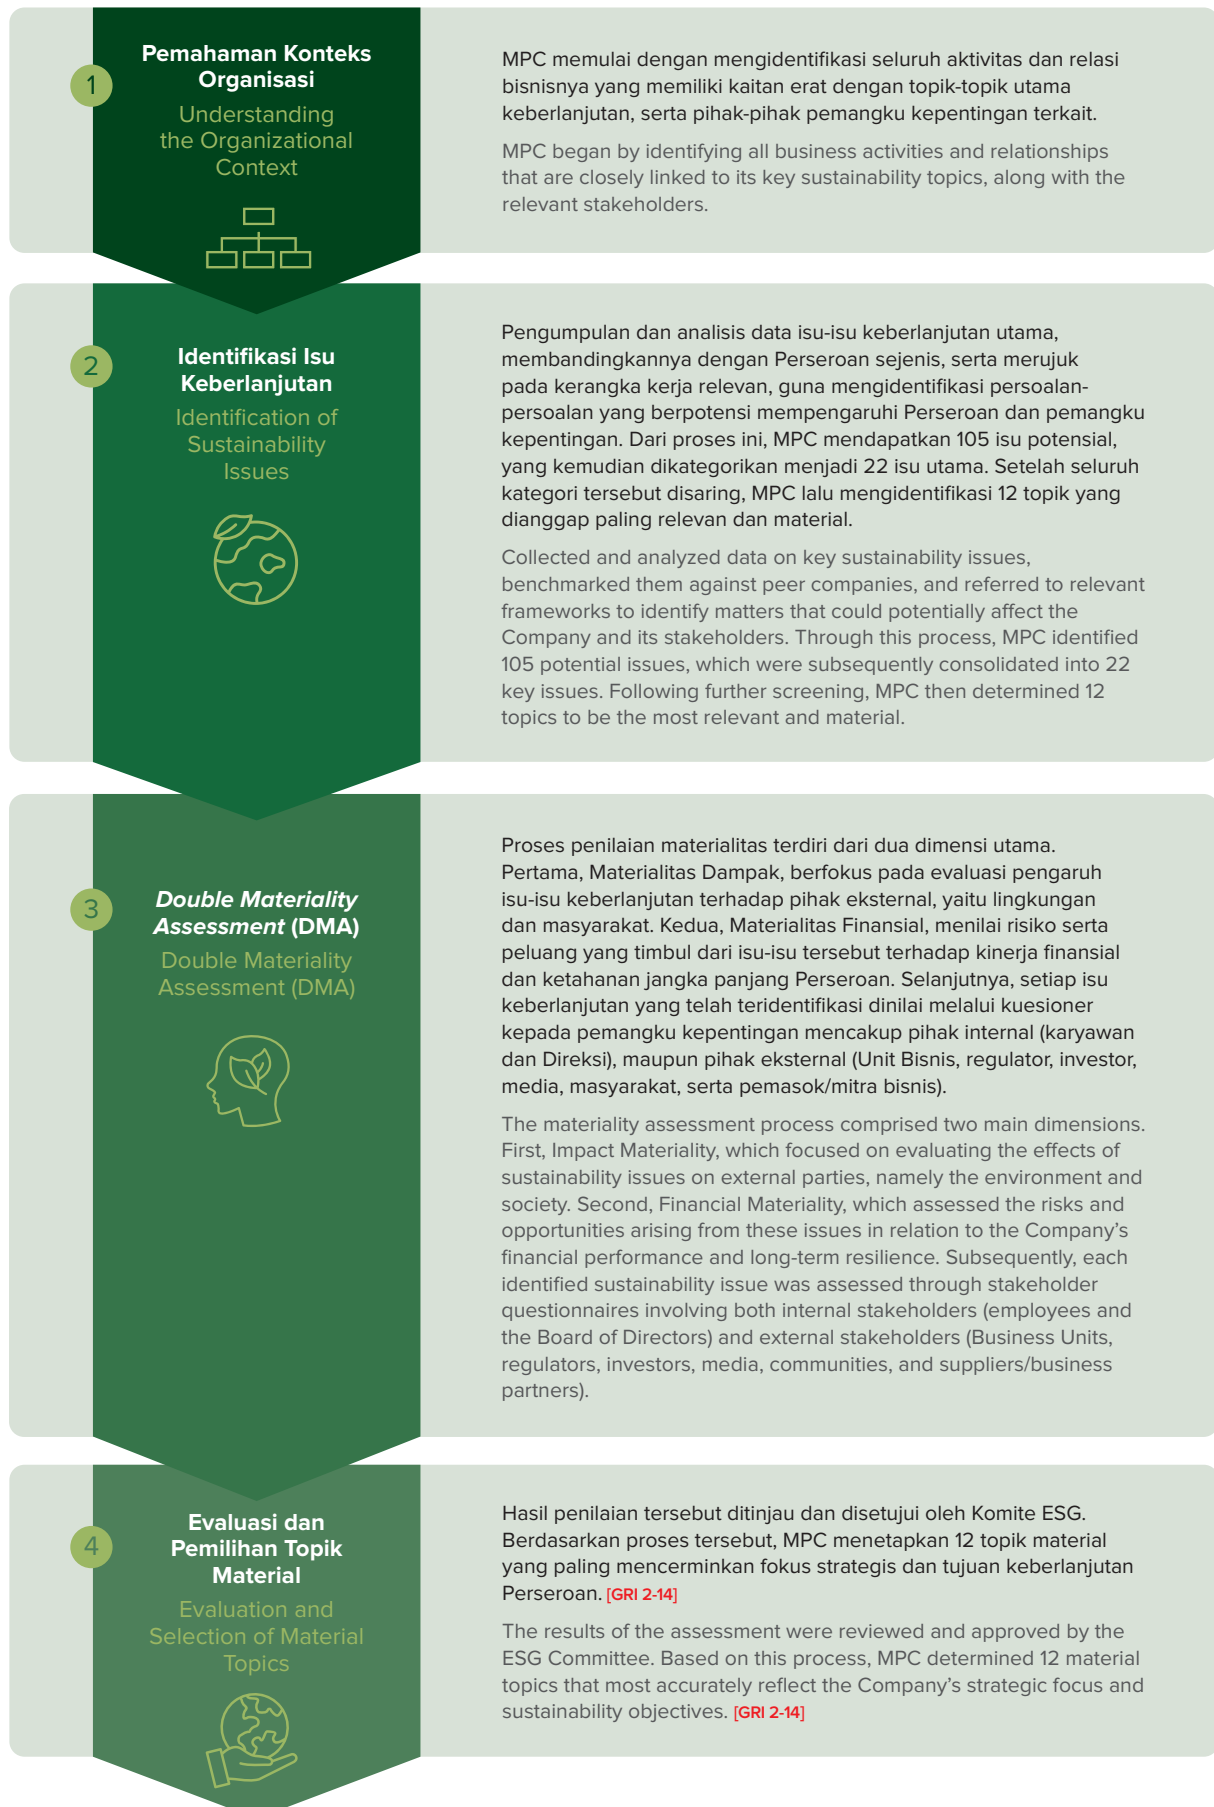 1
Pemahaman Konteks
Organisasi
Understanding
the Organizational
Context
MPC memulai dengan mengidentifikasi seluruh aktivitas dan relasi
bisnisnya yang memiliki kaitan erat dengan topik-topik utama
keberlanjutan, serta pihak-pihak pemangku kepentingan terkait.
MPC began by identifying all business activities and relationships
that are closely linked to its key sustainability topics, along with the
relevant stakeholders.
2
Identifikasi Isu
Keberlanjutan
Identification of
Sustainability
Issues
Pengumpulan dan analisis data isu-isu keberlanjutan utama,
membandingkannya dengan Perseroan sejenis, serta merujuk
pada kerangka kerja relevan, guna mengidentifikasi persoalan-
persoalan yang berpotensi mempengaruhi Perseroan dan pemangku
kepentingan. Dari proses ini, MPC mendapatkan 105 isu potensial,
yang kemudian dikategorikan menjadi 22 isu utama. Setelah seluruh
kategori tersebut disaring, MPC lalu mengidentifikasi 12 topik yang
dianggap paling relevan dan material.
Collected and analyzed data on key sustainability issues,
benchmarked them against peer companies, and referred to relevant
frameworks to identify matters that could potentially affect the
Company and its stakeholders. Through this process, MPC identified
105 potential issues, which were subsequently consolidated into 22
key issues. Following further screening, MPC then determined 12
topics to be the most relevant and material.
3
Double Materiality
Assessment (DMA)
Double Materiality
Assessment (DMA)
Proses penilaian materialitas terdiri dari dua dimensi utama.
Pertama, Materialitas Dampak, berfokus pada evaluasi pengaruh
isu-isu keberlanjutan terhadap pihak eksternal, yaitu lingkungan
dan masyarakat. Kedua, Materialitas Finansial, menilai risiko serta
peluang yang timbul dari isu-isu tersebut terhadap kinerja finansial
dan ketahanan jangka panjang Perseroan. Selanjutnya, setiap isu
keberlanjutan yang telah teridentifikasi dinilai melalui kuesioner
kepada pemangku kepentingan mencakup pihak internal (karyawan
dan Direksi), maupun pihak eksternal (Unit Bisnis, regulator, investor,
media, masyarakat, serta pemasok/mitra bisnis).
The materiality assessment process comprised two main dimensions.
First, Impact Materiality, which focused on evaluating the effects of
sustainability issues on external parties, namely the environment and
society. Second, Financial Materiality, which assessed the risks and
opportunities arising from these issues in relation to the Company’s
financial performance and long-term resilience. Subsequently, each
identified sustainability issue was assessed through stakeholder
questionnaires involving both internal stakeholders (employees and
the Board of Directors) and external stakeholders (Business Units,
regulators, investors, media, communities, and suppliers/business
partners).
4
Evaluasi dan
Pemilihan Topik
Material
Evaluation and
Selection of Material
Topics
Hasil penilaian tersebut ditinjau dan disetujui oleh Komite ESG.
Berdasarkan proses tersebut, MPC menetapkan 12 topik material
yang paling mencerminkan fokus strategis dan tujuan keberlanjutan
Perseroan. [GRI 2-14]
The results of the assessment were reviewed and approved by the
ESG Committee. Based on this process, MPC determined 12 material
topics that most accurately reflect the Company’s strategic focus and
sustainability objectives. [GRI 2-14]